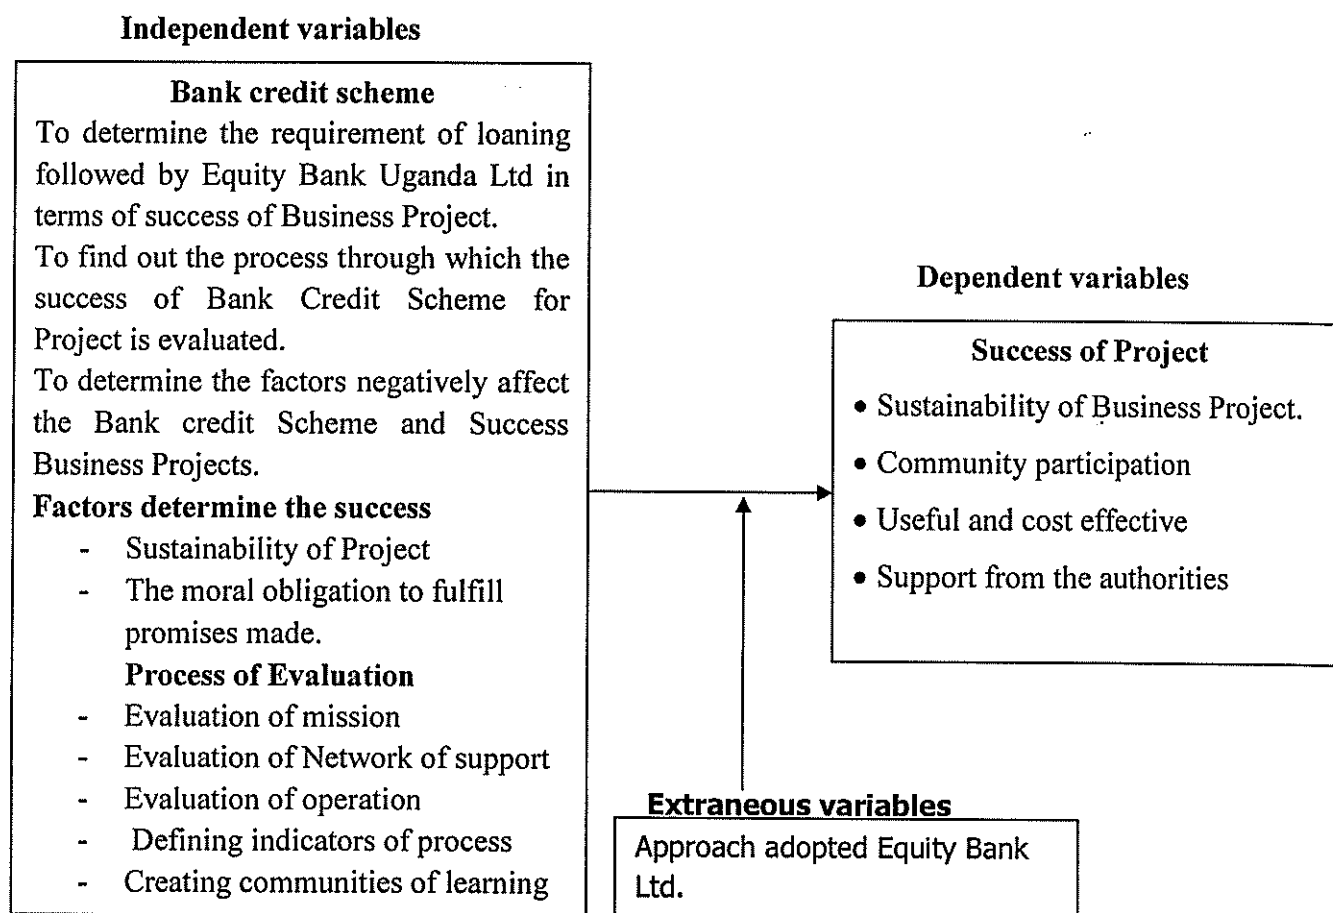 Independent variables
Bank credit scheme
To determine the requirement of loaning
followed by Equity Bank Uganda Ltd in
terms of success of Business Project.
To find out the process through which the
success of Bank Credit Scheme for
Project is evaluated.
To determine the factors negatively affect
the Bank credit Scheme and Success
Business Projects.
Factors determine the success
- Sustainability of Project
- The moral obligation to fulfill
promises made.
Process of Evaluation
- Evaluation of mission
- Evaluation of Network of support
- Evaluation of operation
- Defining indicators of process
- Creating communities of learning
Dependent variables
Success of Project
• Sustainability of Business Project.
• Community participation
• Useful and cost effective
• Support from the authorities
Extraneous variables
Approach adopted Equity Bank
Ltd.